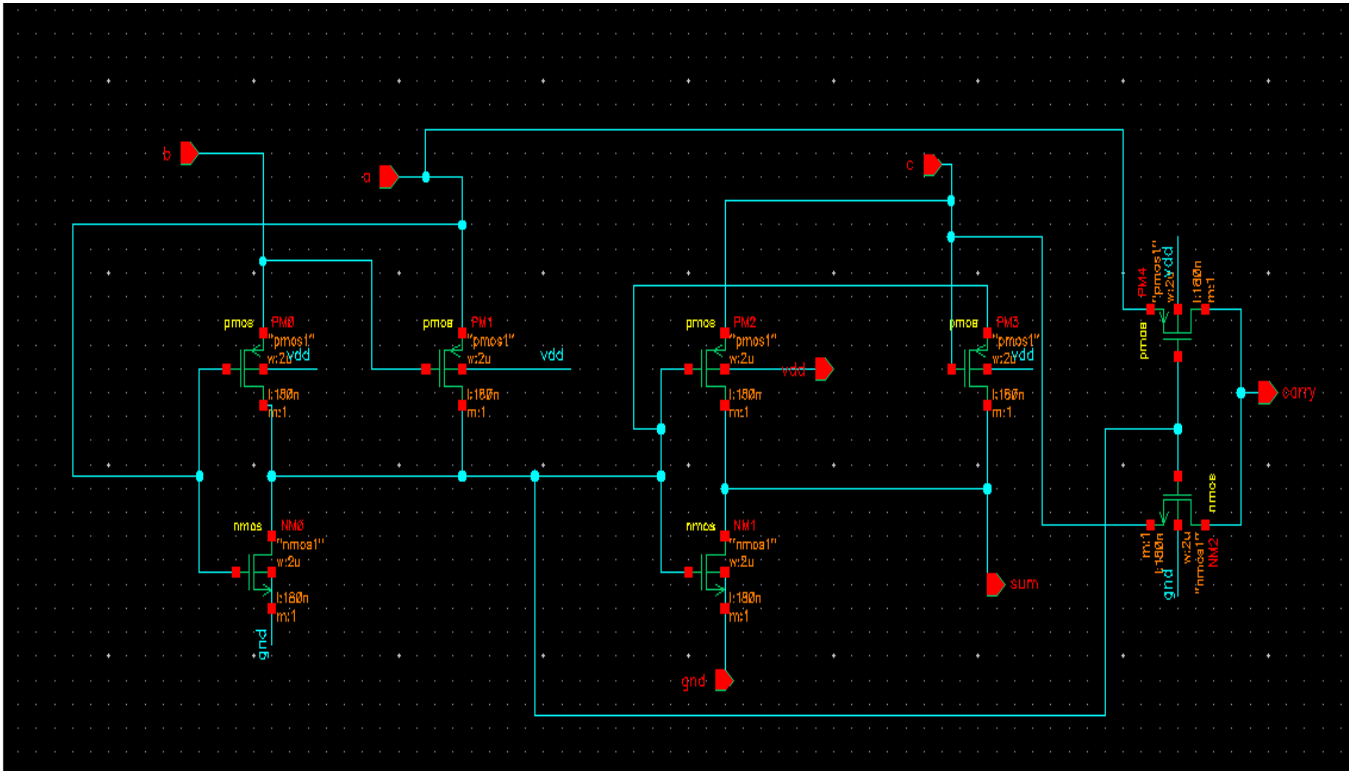 b
a
c
pmos PM0
"pmos1"
w:2u
vdd
l:180n
m:1
pmos PM1
"pmos1"
w:2u
vdd
l:180n
m:1
pmos PM2
"pmos1"
w:2u
vdd
l:180n
m:1
pmos PM3
"pmos1"
w:2u
vdd
l:180n
m:1
PM4
"pmos1"
w:2u
vdd
l:180n
m:1
pmos
carry
nmos NM0
"nmos1"
w:2u
l:180n
m:1
gnd
nmos NM1
"nmos1"
w:2u
l:180n
m:1
gnd
sum
nmos
m:1
l:180n
gnd
w:2u
"nmos1"
NM2